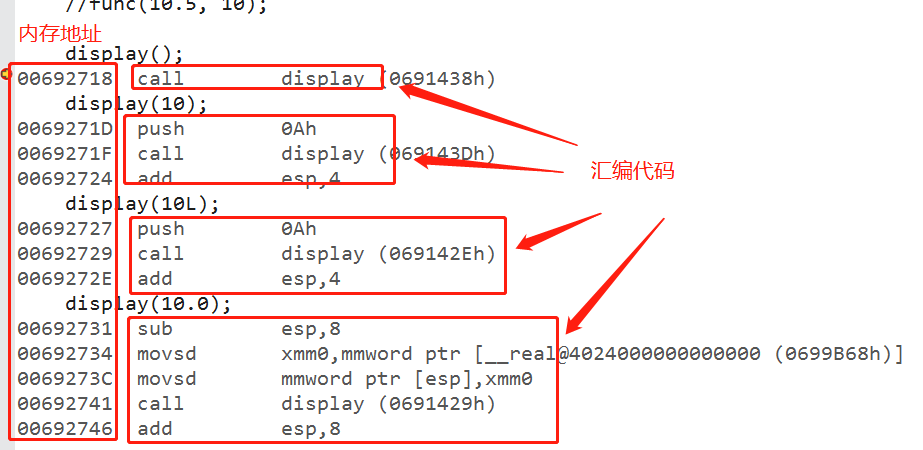 //func(10.5, 10);
内存地址
display();
00692718 call display (0691438h)
display(10);
0069271D push 0Ah
0069271F call display (069143Dh)
00692724 add esp,4
汇编代码
display(10L);
00692727 push 0Ah
00692729 call display (069142Eh)
0069272E add esp,4
display(10.0);
00692731 sub esp,8
00692734 movsd xmm0,mmword ptr [__real@4024000000000000 (0699B68h)]
0069273C movsd mmword ptr [esp],xmm0
00692741 call display (0691429h)
00692746 add esp,8